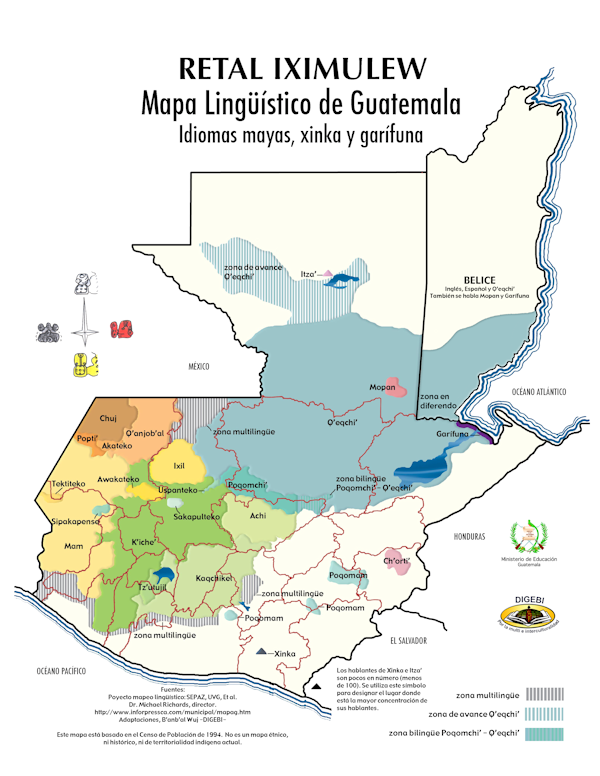 RETAL IXIMULEW
Mapa Lingüístico de Guatemala
Idiomas mayas, xinka y garífuna
zona de avance
Q'eqchi'
Itza'
BELICE
Inglés, Español y Q'eqchi'
También se habla Mopan y Garífuna
MEXICO
Mopan
zona en
diferendo
OCÉANO ATLÁNTICO
Chuj
Popti'
Q'anjob'al
Akateko
zona multilingüe
Q'eqchi'
Garífuna
Ixil
Tektiteko
Awakateko
Uspanteko
Poqomchi'
zona bilingüe
Poqomchi' - Q'eqchi'
Sipakapense
Sakapulteko
Achi
Mam
K'iche'
HONDURAS
Ministerio de Educación
Guatemala
Tz'utujil
Kaqchikel
Poqomam
Ch'orti'
zona multilingüe
Poqomam
Poqomam
DIGEBI
Por la multi e interculturalidad
zona multilingüe
Xinka
EL SALVADOR
OCÉANO PACÍFICO
Fuentes:
Poyecto mapeo lingüístico: SEPAZ, UVG, Et al.
Dr. Michael Richards, director.
http://www.inforpressca.com/municipal/mapag.htm
Adaptaciones, B'anb'al Wuj -DIGEBI-
Los hablantes de Xinka e Itza'
son pocos en número (menos
de 100). Se utiliza este símbolo
para designar el lugar donde
está la mayor concentración de
sus hablantes.
Este mapa está basado en el Censo de Población de 1994. No es un mapa étnico,
ni histórico, ni de territorialidad indígena actual.
zona multilingüe
zona de avance Q'eqchi'
zona bilingüe Poqomchi' - Q'eqchi'